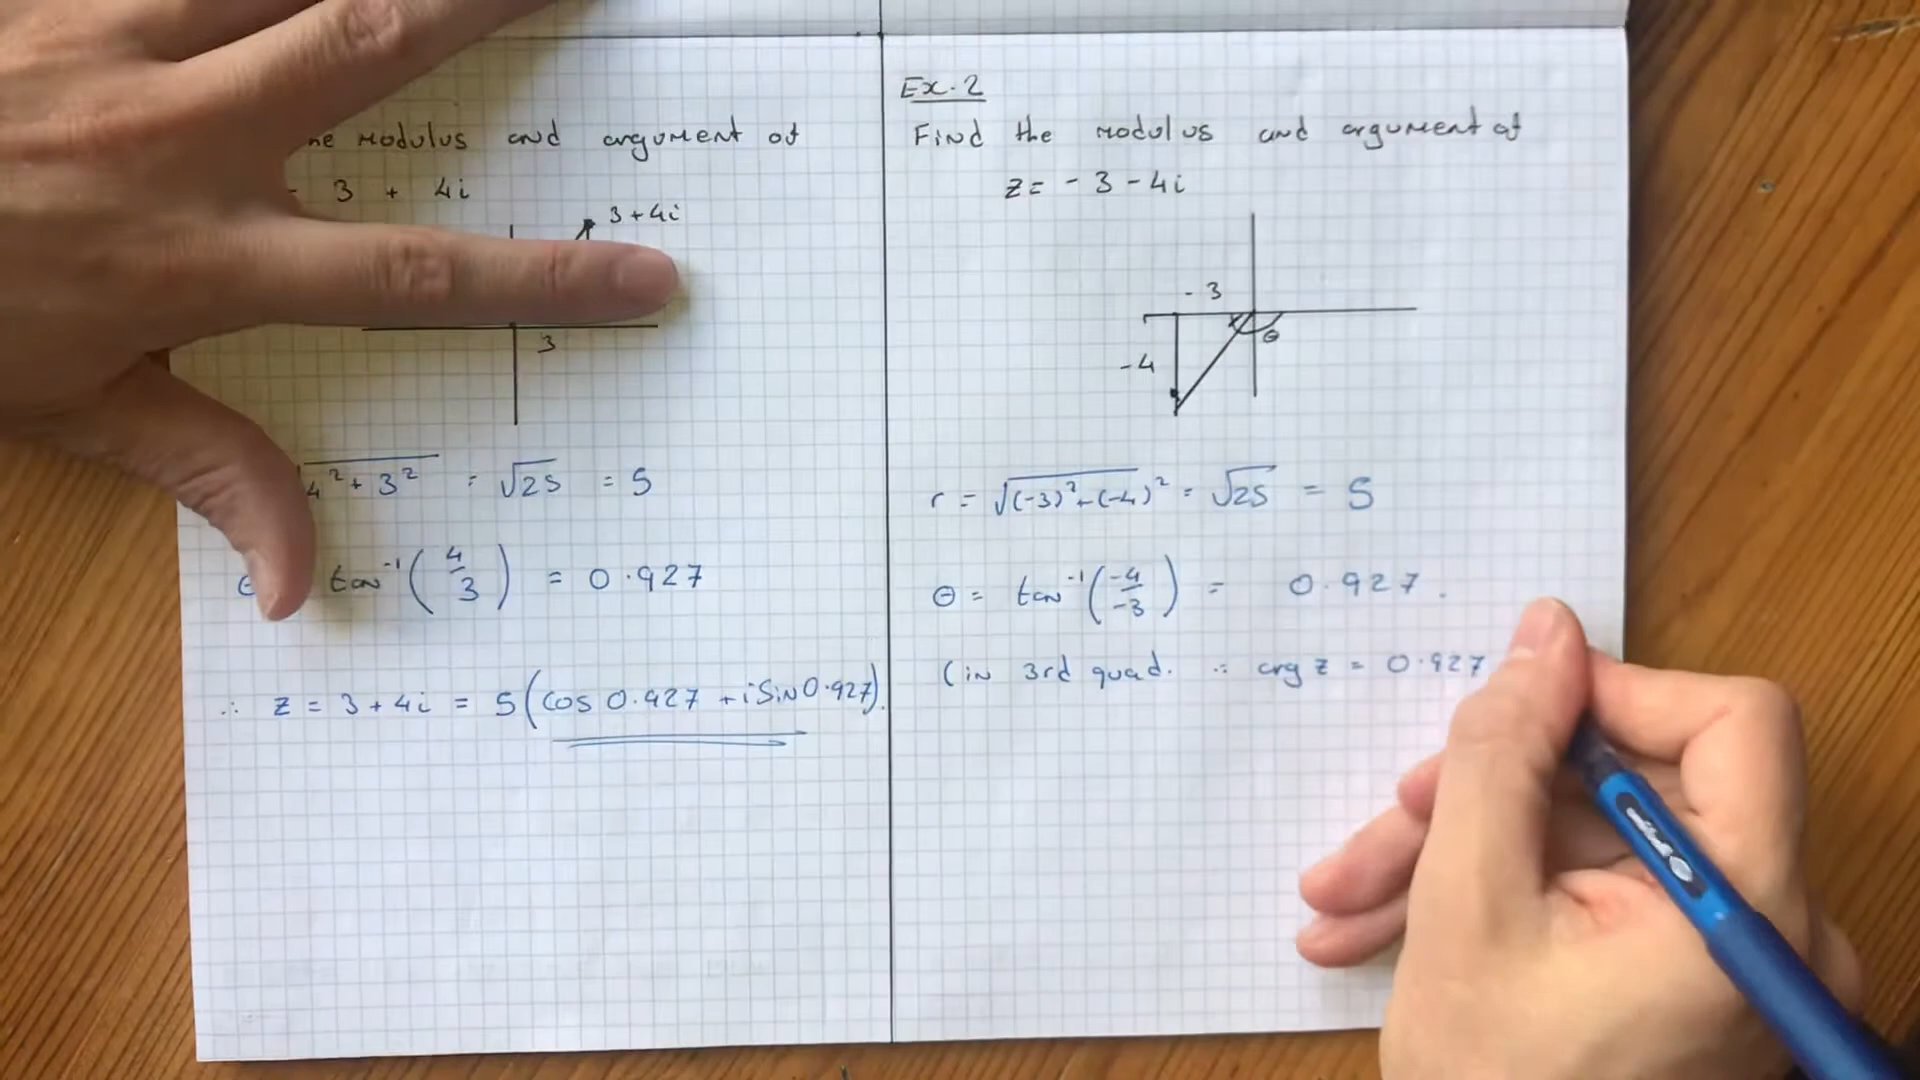 modulus and argument of
3 + 4i
3+4i
3
4² + 3² = √25 = 5
tan⁻¹(4/3) = 0.927
∴ z = 3 + 4i = 5(cos 0.927 + i sin 0.927).
Ex. 2
Find the modulus and argument of
z = - 3 - 4i
- 3
θ
- 4
r = √(-3)²+(-4)² = √25 = 5
θ = tan⁻¹(-4/-3) = 0.927.
(in 3rd quad. ∴ arg z = 0.927